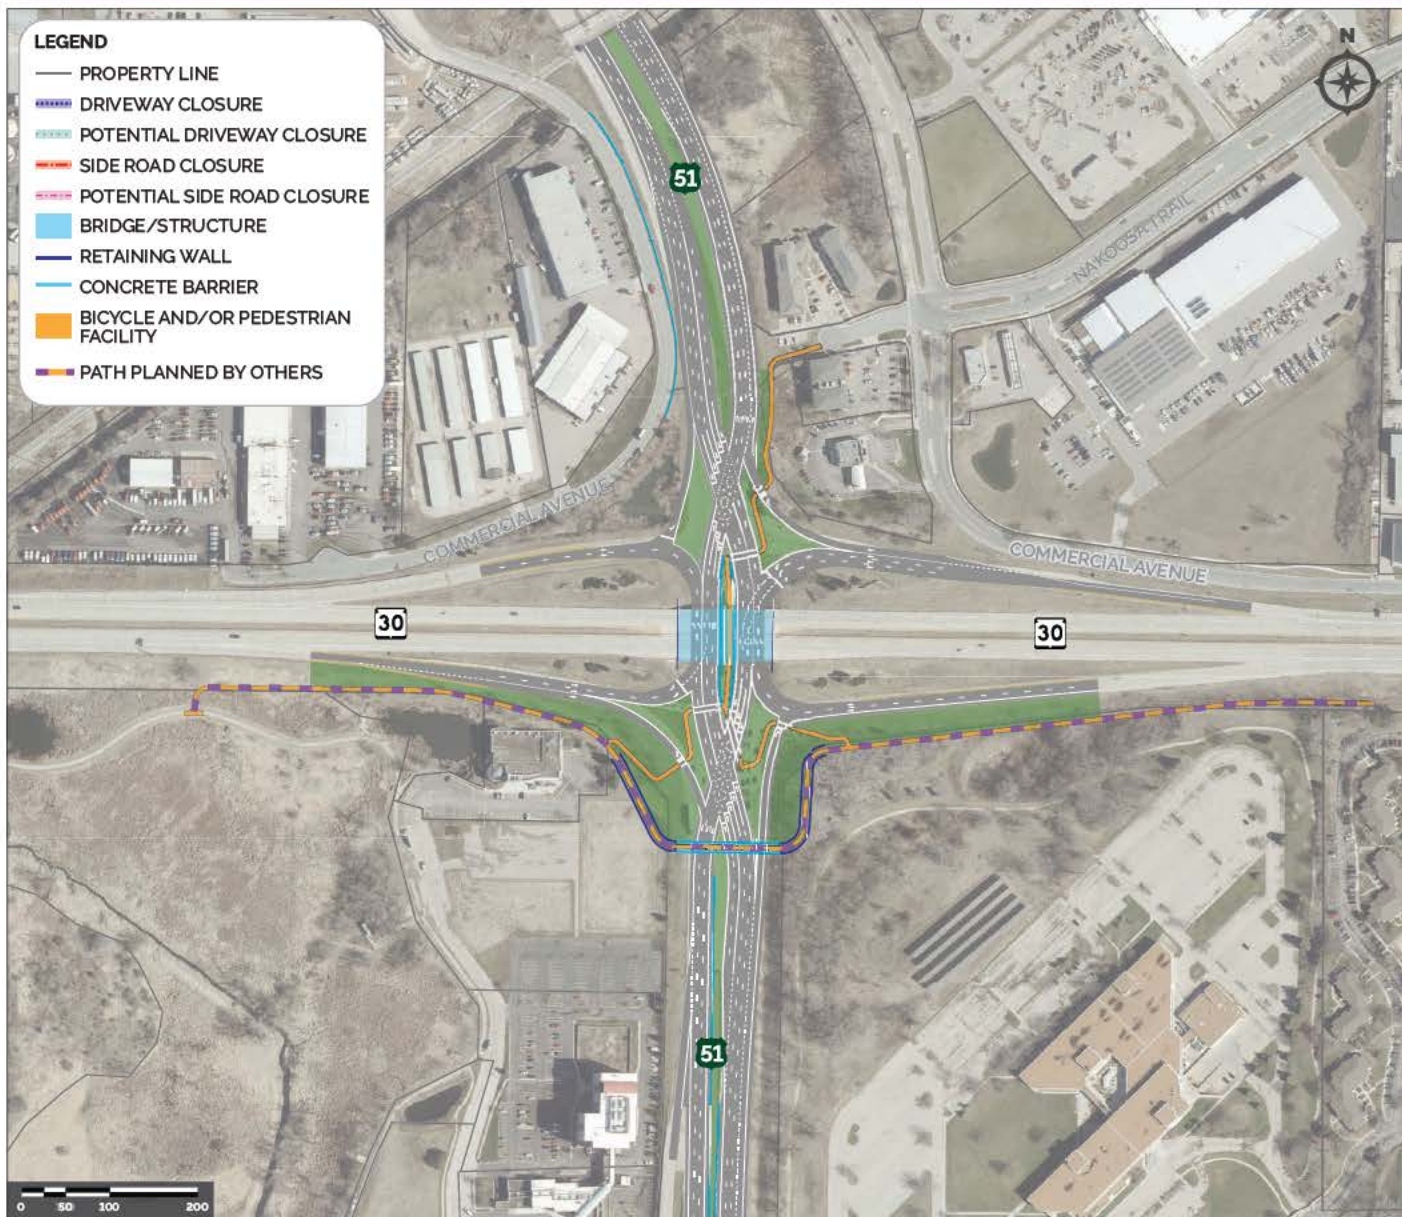 LEGEND
PROPERTY LINE
DRIVEWAY CLOSURE
POTENTIAL DRIVEWAY CLOSURE
SIDE ROAD CLOSURE
POTENTIAL SIDE ROAD CLOSURE
BRIDGE/STRUCTURE
RETAINING WALL
CONCRETE BARRIER
BICYCLE AND/OR PEDESTRIAN
FACILITY
PATH PLANNED BY OTHERS
N
51
NAKOOSA TRAIL
COMMERCIAL AVENUE
COMMERCIAL AVENUE
30
30
51
0 50 100 200